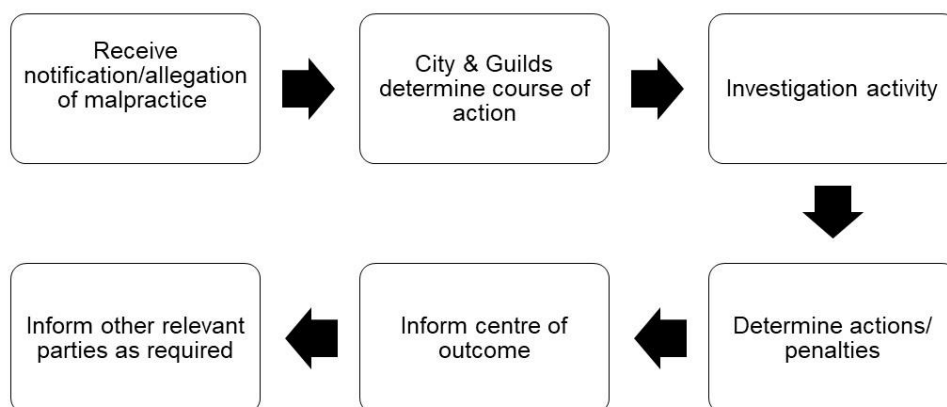 Receive
notification/allegation
of malpractice
City & Guilds
determine course of
action
Investigation activity
Determine actions/
penalties
Inform centre of
outcome
Inform other relevant
parties as required